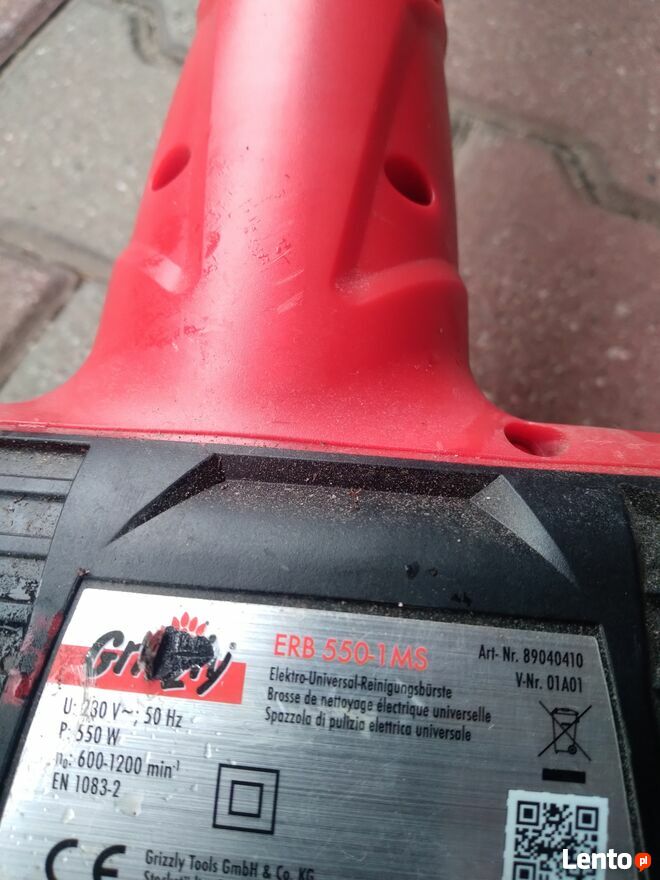 Grizzly
ERB 550-1MS
Art- Nr. 89040410
V-Nr. 01A01
Elektro-Universal-Reinigungsbürste
Brosse de nettoyage électrique universelle
Spazzola di pulizia elettrica universale
U: 230 V~; 50 Hz
P: 550 W
n₀: 600-1200 min⁻¹
EN 1083-2
CE
Grizzly Tools GmbH & Co. KG
Lento.pl